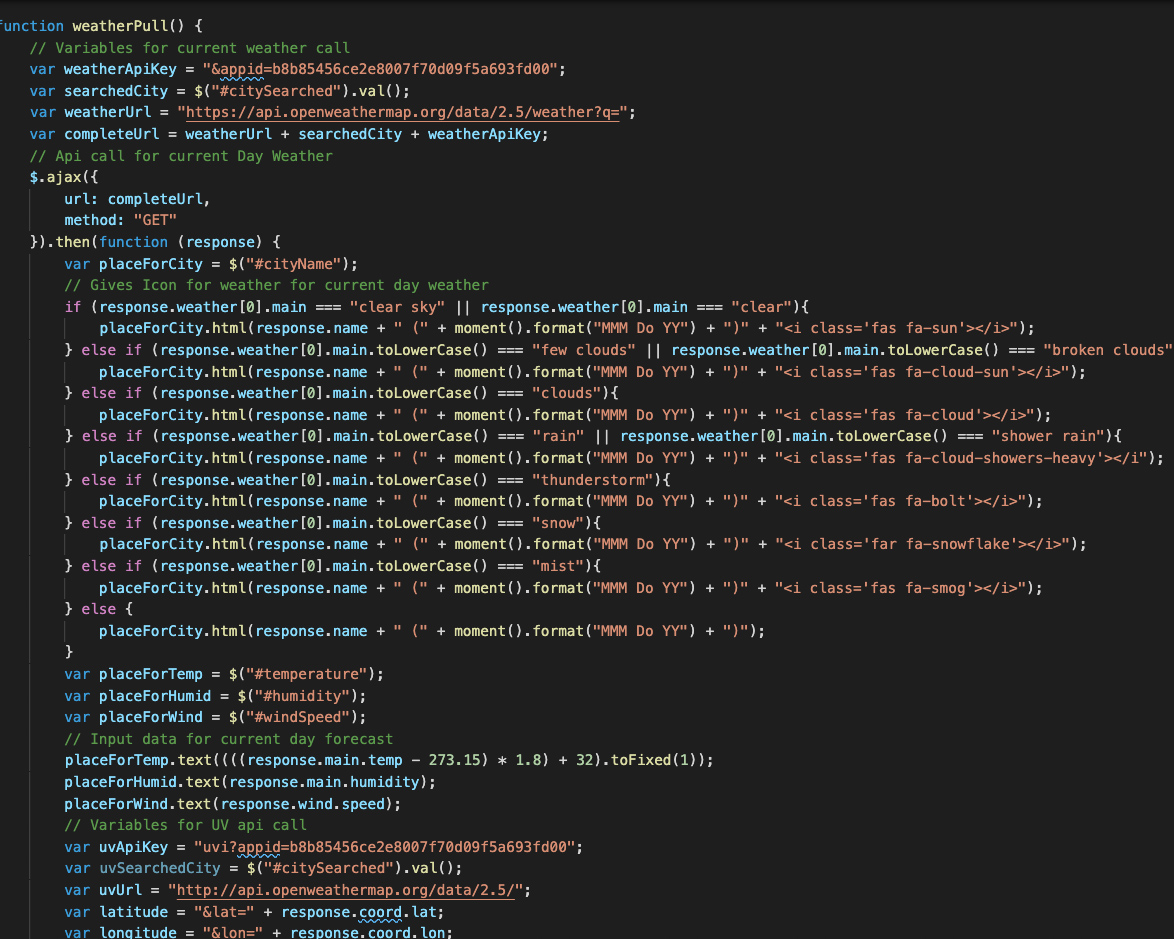 function weatherPull() {
// Variables for current weather call
var weatherApiKey = "&appid=b8b85456ce2e8007f70d09f5a693fd00";
var searchedCity = $("#citySearched").val();
var weatherUrl = "https://api.openweathermap.org/data/2.5/weather?q=";
var completeUrl = weatherUrl + searchedCity + weatherApiKey;
// Api call for current Day Weather
$.ajax({
url: completeUrl,
method: "GET"
}).then(function (response) {
var placeForCity = $("#cityName");
// Gives Icon for weather for current day weather
if (response.weather[0].main === "clear sky" || response.weather[0].main === "clear"){
placeForCity.html(response.name + " (" + moment().format("MMM Do YY") + ")" + "<i class='fas fa-sun'></i>");
} else if (response.weather[0].main.toLowerCase() === "few clouds" || response.weather[0].main.toLowerCase() === "broken clouds"
placeForCity.html(response.name + " (" + moment().format("MMM Do YY") + ")" + "<i class='fas fa-cloud-sun'></i>");
} else if (response.weather[0].main.toLowerCase() === "clouds"){
placeForCity.html(response.name + " (" + moment().format("MMM Do YY") + ")" + "<i class='fas fa-cloud'></i>");
} else if (response.weather[0].main.toLowerCase() === "rain" || response.weather[0].main.toLowerCase() === "shower rain"){
placeForCity.html(response.name + " (" + moment().format("MMM Do YY") + ")" + "<i class='fas fa-cloud-showers-heavy'></i");
} else if (response.weather[0].main.toLowerCase() === "thunderstorm"){
placeForCity.html(response.name + " (" + moment().format("MMM Do YY") + ")" + "<i class='fas fa-bolt'></i>");
} else if (response.weather[0].main.toLowerCase() === "snow"){
placeForCity.html(response.name + " (" + moment().format("MMM Do YY") + ")" + "<i class='far fa-snowflake'></i>");
} else if (response.weather[0].main.toLowerCase() === "mist"){
placeForCity.html(response.name + " (" + moment().format("MMM Do YY") + ")" + "<i class='fas fa-smog'></i>");
} else {
placeForCity.html(response.name + " (" + moment().format("MMM Do YY") + ")");
}
var placeForTemp = $("#temperature");
var placeForHumid = $("#humidity");
var placeForWind = $("#windSpeed");
// Input data for current day forecast
placeForTemp.text((((response.main.temp - 273.15) * 1.8) + 32).toFixed(1));
placeForHumid.text(response.main.humidity);
placeForWind.text(response.wind.speed);
// Variables for UV api call
var uvApiKey = "uvi?appid=b8b85456ce2e8007f70d09f5a693fd00";
var uvSearchedCity = $("#citySearched").val();
var uvUrl = "http://api.openweathermap.org/data/2.5/";
var latitude = "&lat=" + response.coord.lat;
var longitude = "&lon=" + response.coord.lon;